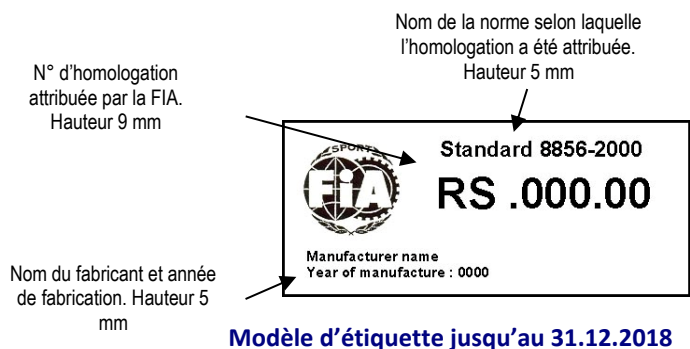 Nom de la norme selon laquelle
l'homologation a été attribuée.
Hauteur 5 mm
N° d'homologation
attribuée par la FIA.
Hauteur 9 mm
SPORT
FiA
Standard 8856-2000
RS .000.00
Manufacturer name
Year of manufacture : 0000
Nom du fabricant et année
de fabrication. Hauteur 5
mm
Modèle d'étiquette jusqu'au 31.12.2018